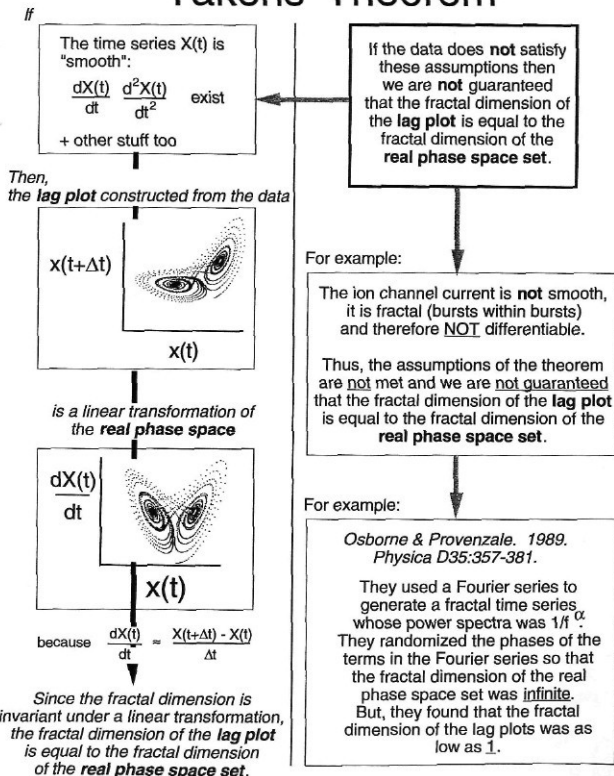 Takens' Theorem
If
The time series X(t) is
"smooth":
dX(t)/dt d²X(t)/dt² exist
+ other stuff too
Then,
the lag plot constructed from the data
x(t+Δt)
x(t)
is a linear transformation of
the real phase space
dX(t)/dt
x(t)
because dX(t)/dt ≈ X(t+Δt) - X(t)/Δt
Since the fractal dimension is
invariant under a linear transformation,
the fractal dimension of the lag plot
is equal to the fractal dimension
of the real phase space set.
If the data does not satisfy
these assumptions then
we are not guaranteed
that the fractal dimension of
the lag plot is equal to the
fractal dimension of the
real phase space set.
For example:
The ion channel current is not smooth,
it is fractal (bursts within bursts)
and therefore NOT differentiable.
Thus, the assumptions of the theorem
are not met and we are not guaranteed
that the fractal dimension of the lag plot
is equal to the fractal dimension of the
real phase space set.
For example:
Osborne & Provenzale. 1989.
Physica D35:357-381.
They used a Fourier series to
generate a fractal time series
whose power spectra was 1/f α.
They randomized the phases of the
terms in the Fourier series so that
the fractal dimension of the real
phase space set was infinite.
But, they found that the fractal
dimension of the lag plots was as
low as 1.